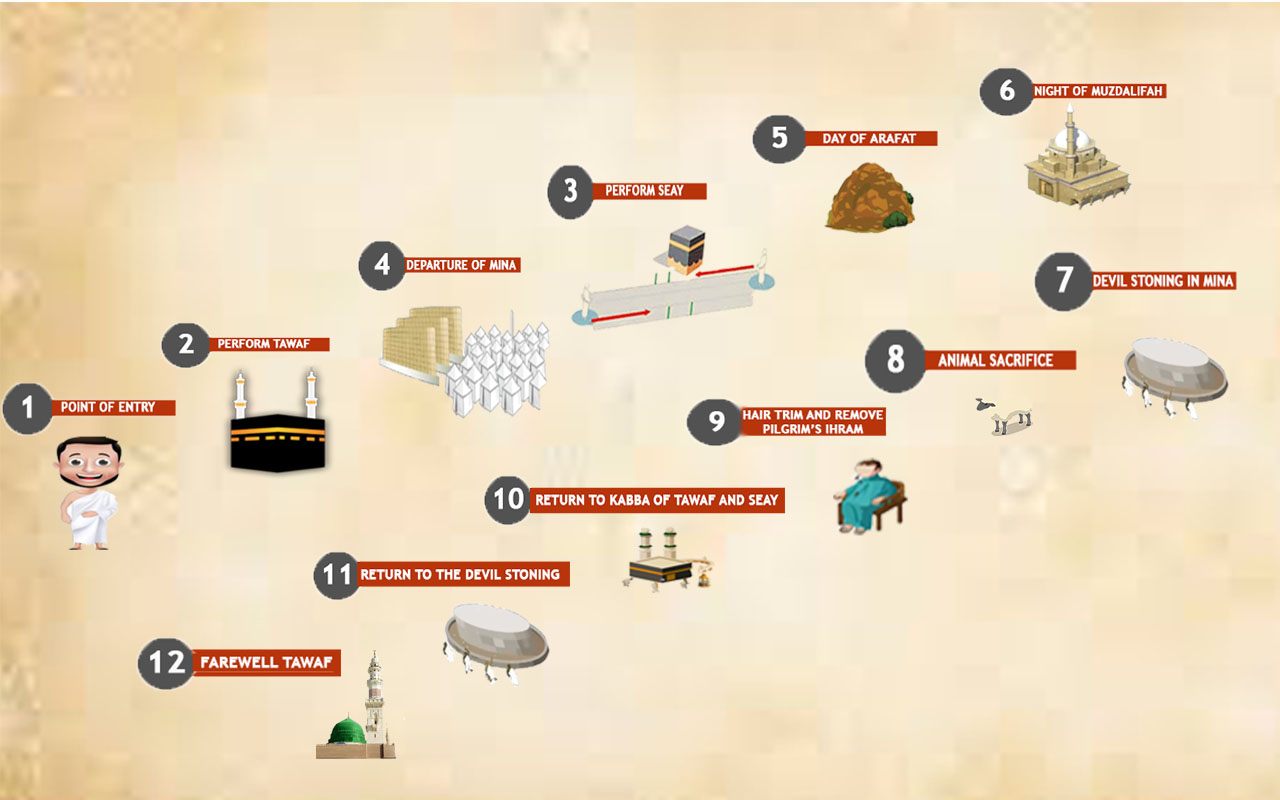 1 POINT OF ENTRY
2 PERFORM TAWAF
3 PERFORM SEAY
4 DEPARTURE OF MINA
5 DAY OF ARAFAT
6 NIGHT OF MUZDALIFAH
7 DEVIL STONING IN MINA
8 ANIMAL SACRIFICE
9 HAIR TRIM AND REMOVE
PILGRIM'S IHRAM
10 RETURN TO KABBA OF TAWAF AND SEAY
11 RETURN TO THE DEVIL STONING
12 FAREWELL TAWAF